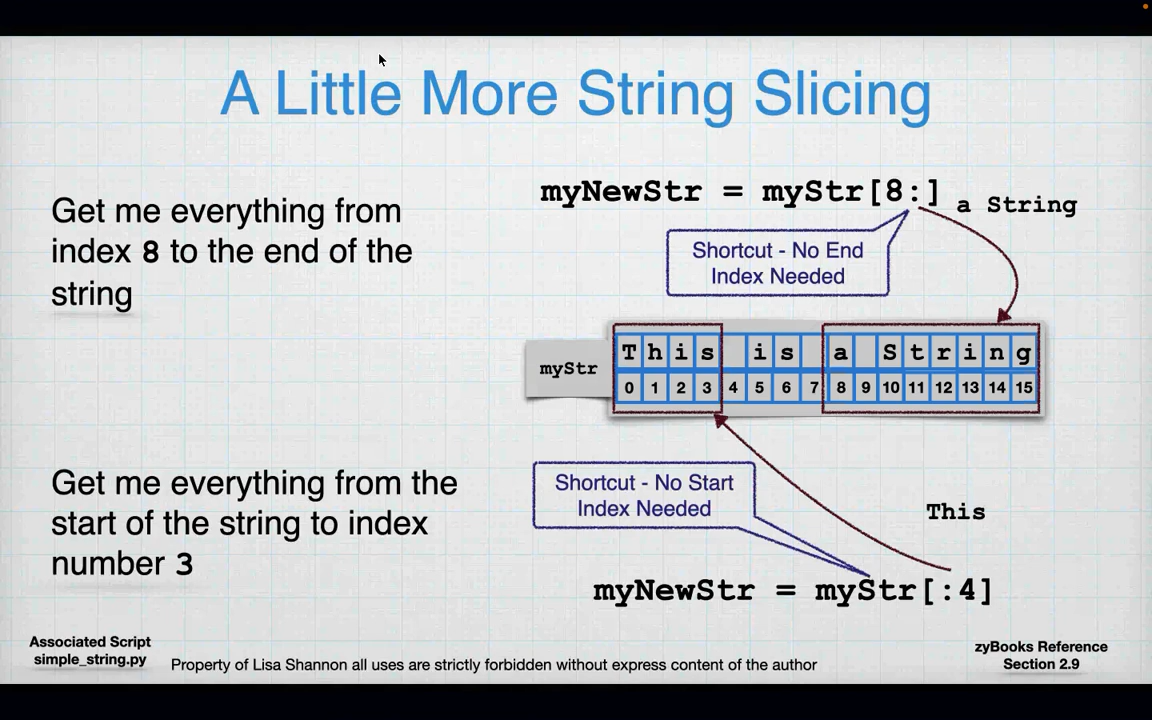 A Little More String Slicing
Get me everything from
index 8 to the end of the
string
myNewStr = myStr[8:]
a String
Shortcut - No End
Index Needed
myStr
T h i s   i s   a   S t r i n g
0 1 2 3 4 5 6 7 8 9 10 11 12 13 14 15
Get me everything from the
start of the string to index
number 3
Shortcut - No Start
Index Needed
This
myNewStr = myStr[:4]
Associated Script
simple_string.py
Property of Lisa Shannon all uses are strictly forbidden without express content of the author
zyBooks Reference
Section 2.9